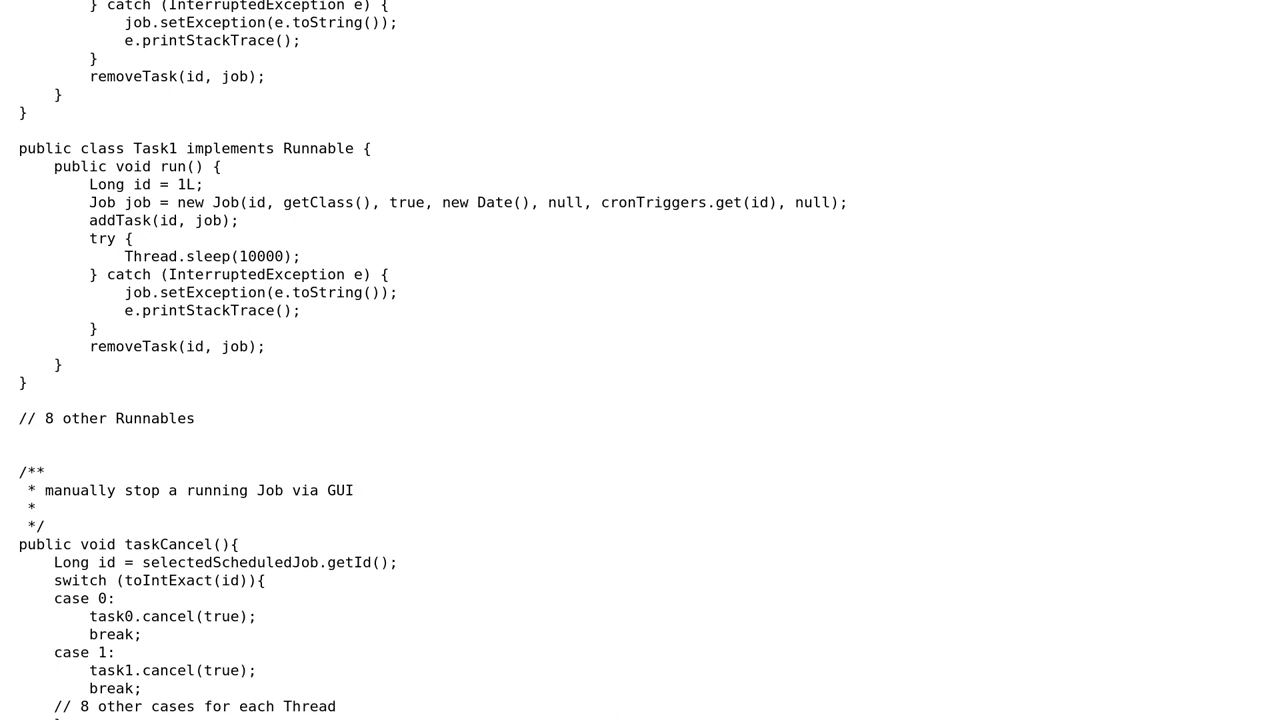 } catch (InterruptedException e) {
            job.setException(e.toString());
            e.printStackTrace();
        }
        removeTask(id, job);
    }
}

public class Task1 implements Runnable {
    public void run() {
        Long id = 1L;
        Job job = new Job(id, getClass(), true, new Date(), null, cronTriggers.get(id), null);
        addTask(id, job);
        try {
            Thread.sleep(10000);
        } catch (InterruptedException e) {
            job.setException(e.toString());
            e.printStackTrace();
        }
        removeTask(id, job);
    }
}

// 8 other Runnables


/**
 * manually stop a running Job via GUI
 *
 */
public void taskCancel(){
    Long id = selectedScheduledJob.getId();
    switch (toIntExact(id)){
    case 0:
        task0.cancel(true);
        break;
    case 1:
        task1.cancel(true);
        break;
    // 8 other cases for each Thread
    }